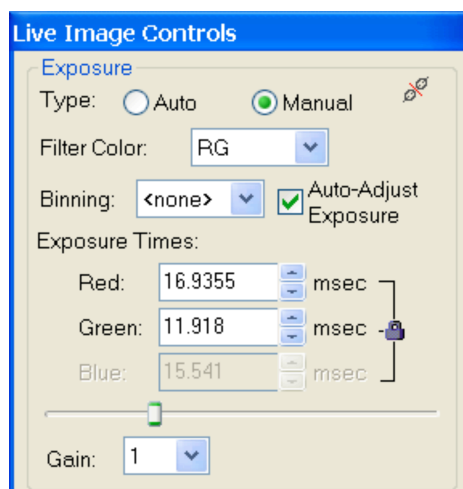 Live Image Controls
Exposure
Type: Auto Manual
Filter Color: RG
Binning: <none> Auto-Adjust Exposure
Exposure Times:
Red: 16.9355 msec
Green: 11.918 msec
Blue: 15.541 msec
Gain: 1